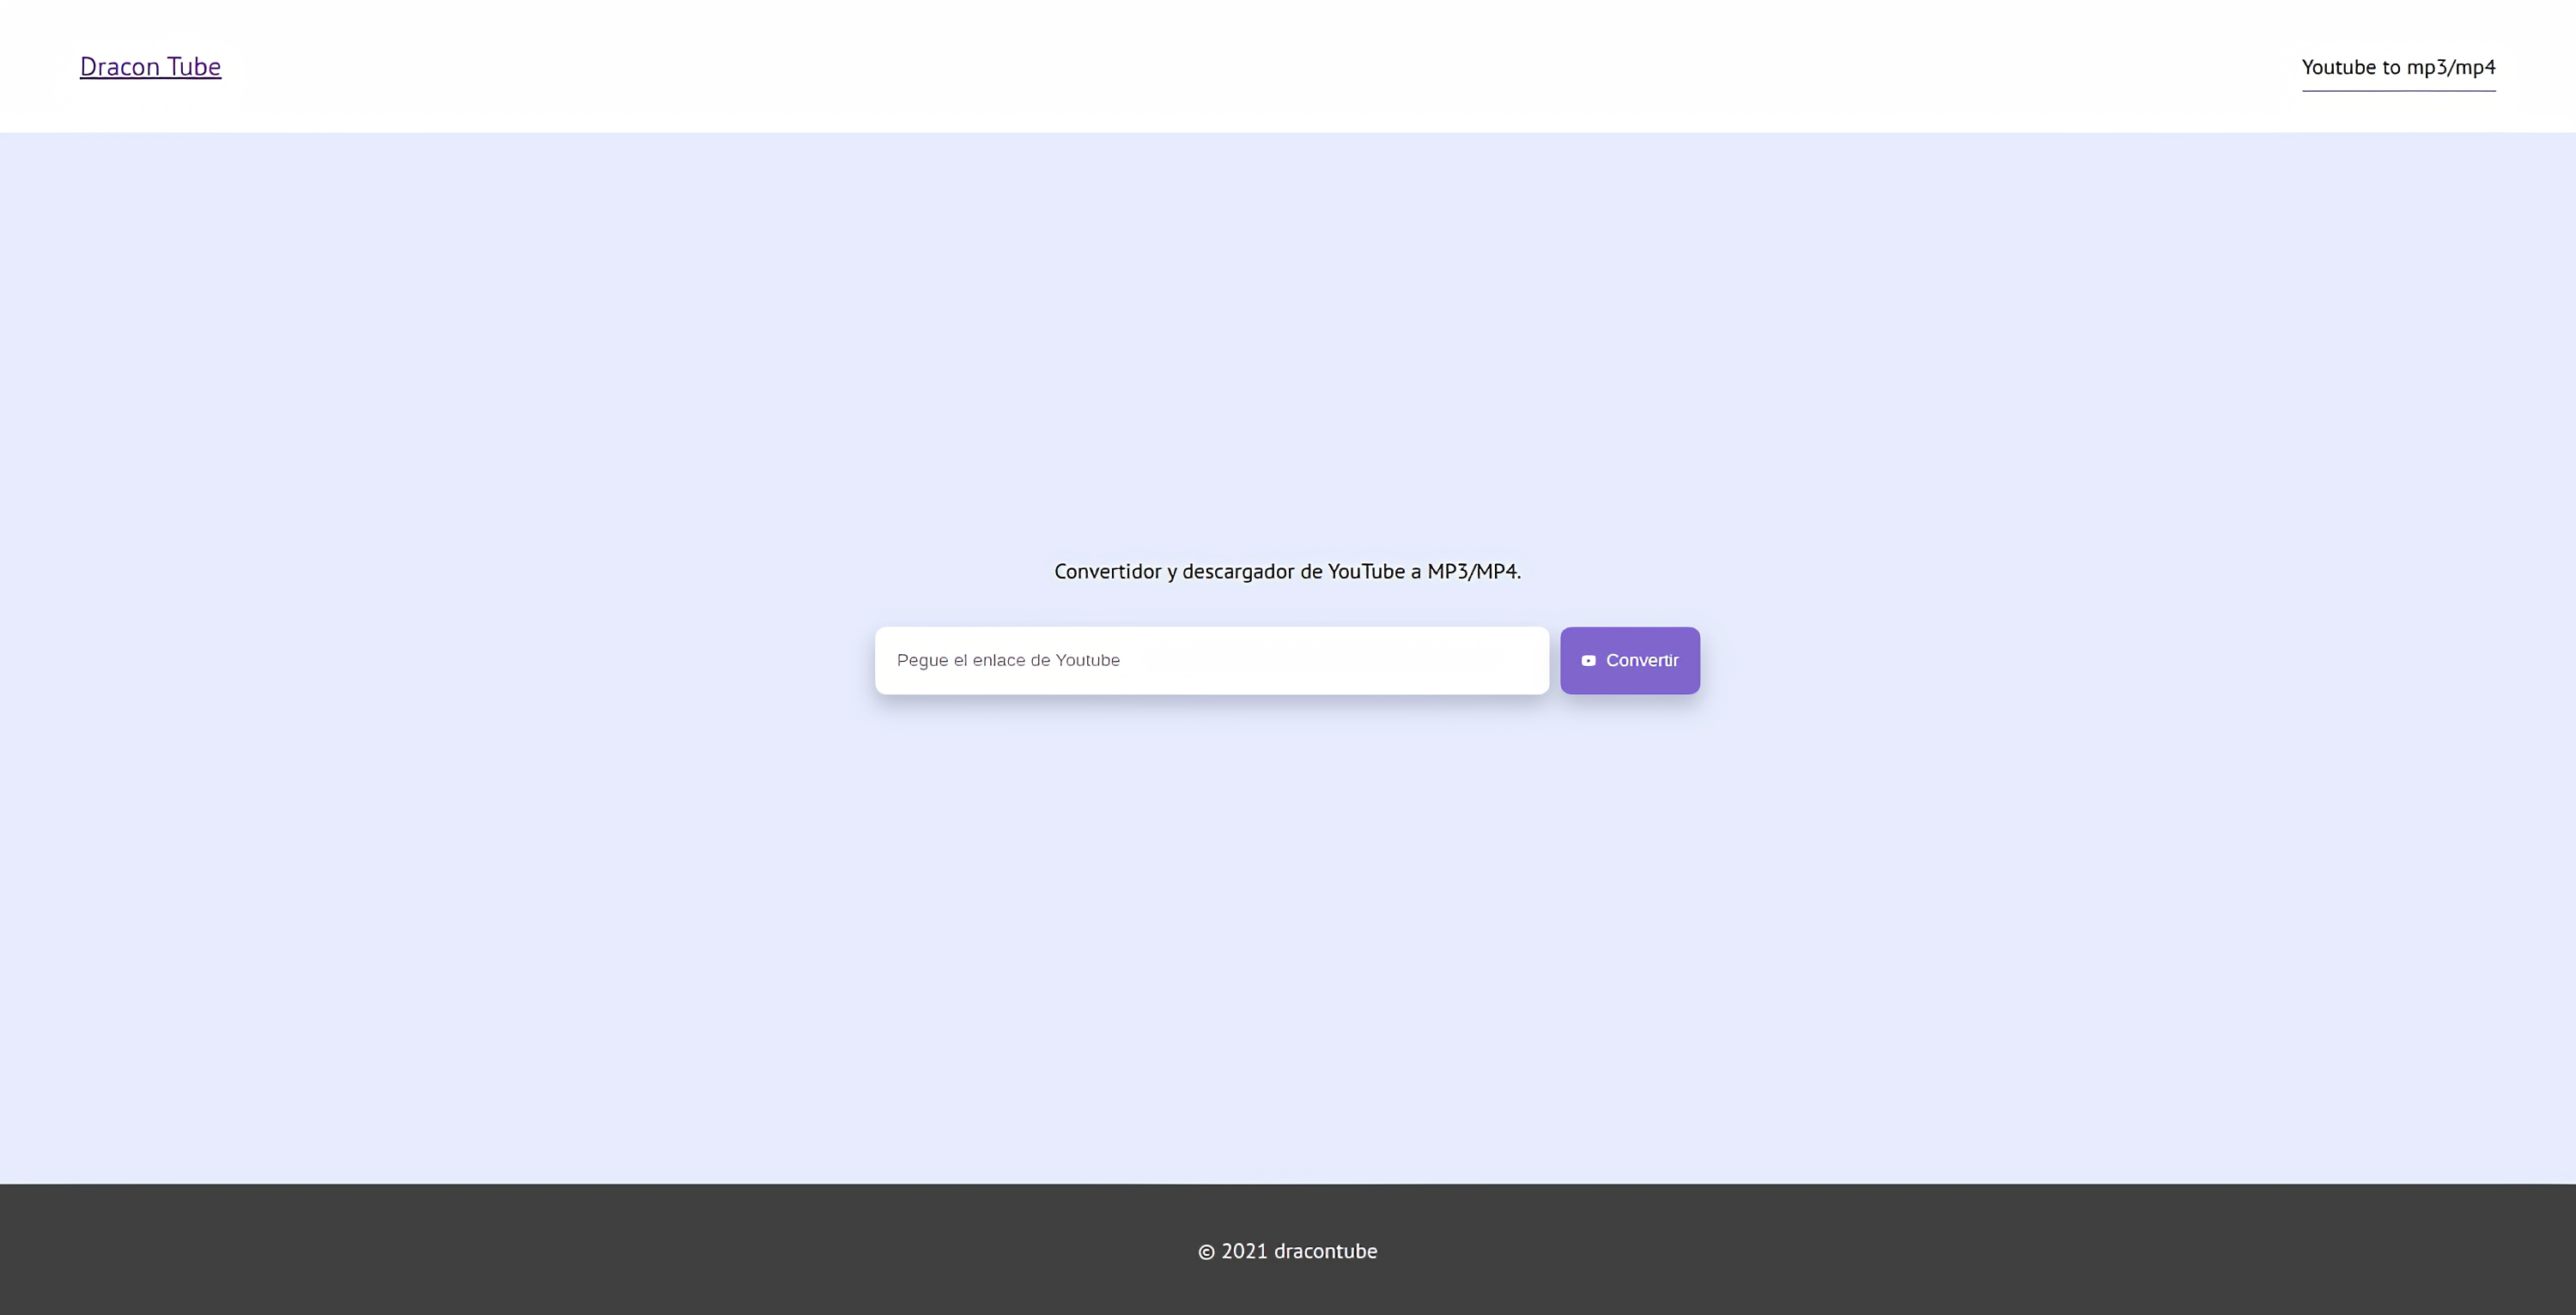 Dracon Tube
Youtube to mp3/mp4
Convertidor y descargador de YouTube a MP3/MP4.
Pegue el enlace de Youtube
Convertir
© 2021 dracontube